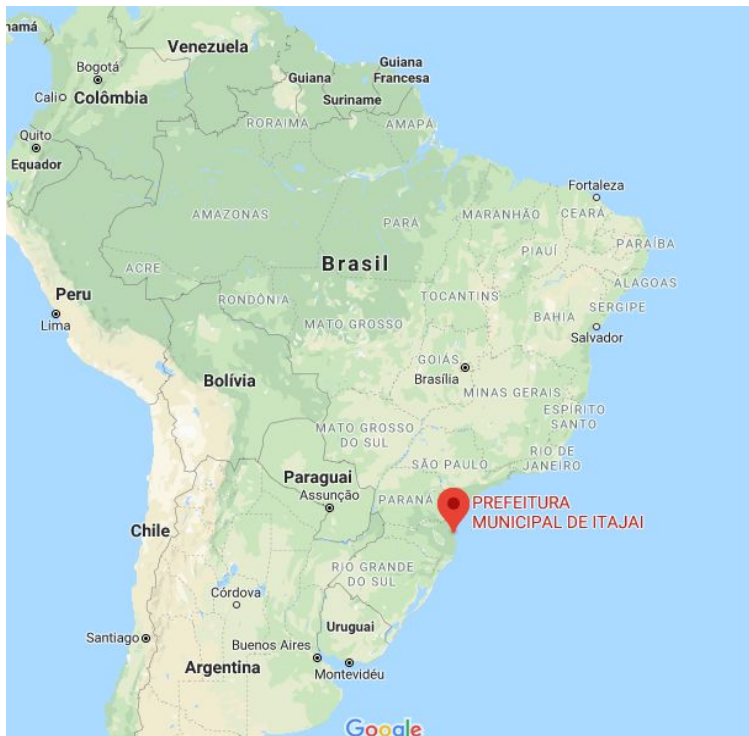 namá
Venezuela
Bogotá
Guiana
Guiana
Francesa
Cali
Colômbia
Suriname
RORAIMA
AMAPÁ
Quito
Equador
Fortaleza
AMAZONAS
PARÁ
MARANHÃO
CEARÁ
PARAÍBA
PIAUÍ
Brasil
ACRE
ALAGOAS
Peru
RONDÔNIA
TOCANTINS
SERGIPE
Lima
MATO GROSSO
BAHIA
Salvador
GOIÁS
Brasília
Bolívia
MINAS GERAIS
ESPÍRITO
SANTO
MATO GROSSO
DO SUL
RIO DE
JANEIRO
SÃO PAULO
Paraguai
Assunção
PARANÁ
PREFEITURA
MUNICIPAL DE ITAJAI
Chile
RIO GRANDE
DO SUL
Córdova
Uruguai
Santiago
Buenos Aires
Argentina
Montevidéu
Google